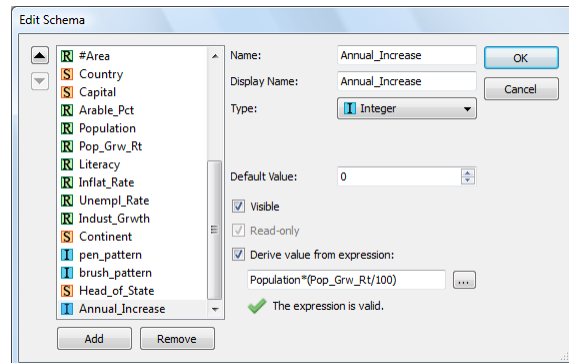 Edit Schema
R #Area
S Country
S Capital
R Arable_Pct
R Population
R Pop_Grw_Rt
R Literacy
R Inflat_Rate
R Unempl_Rate
R Indust_Grwth
S Continent
I pen_pattern
I brush_pattern
S Head_of_State
I Annual_Increase
Add
Remove
Name: Annual_Increase
Display Name: Annual_Increase
Type: I Integer
Default Value: 0
Visible
Read-only
Derive value from expression:
Population*(Pop_Grw_Rt/100)
...
The expression is valid.
OK
Cancel